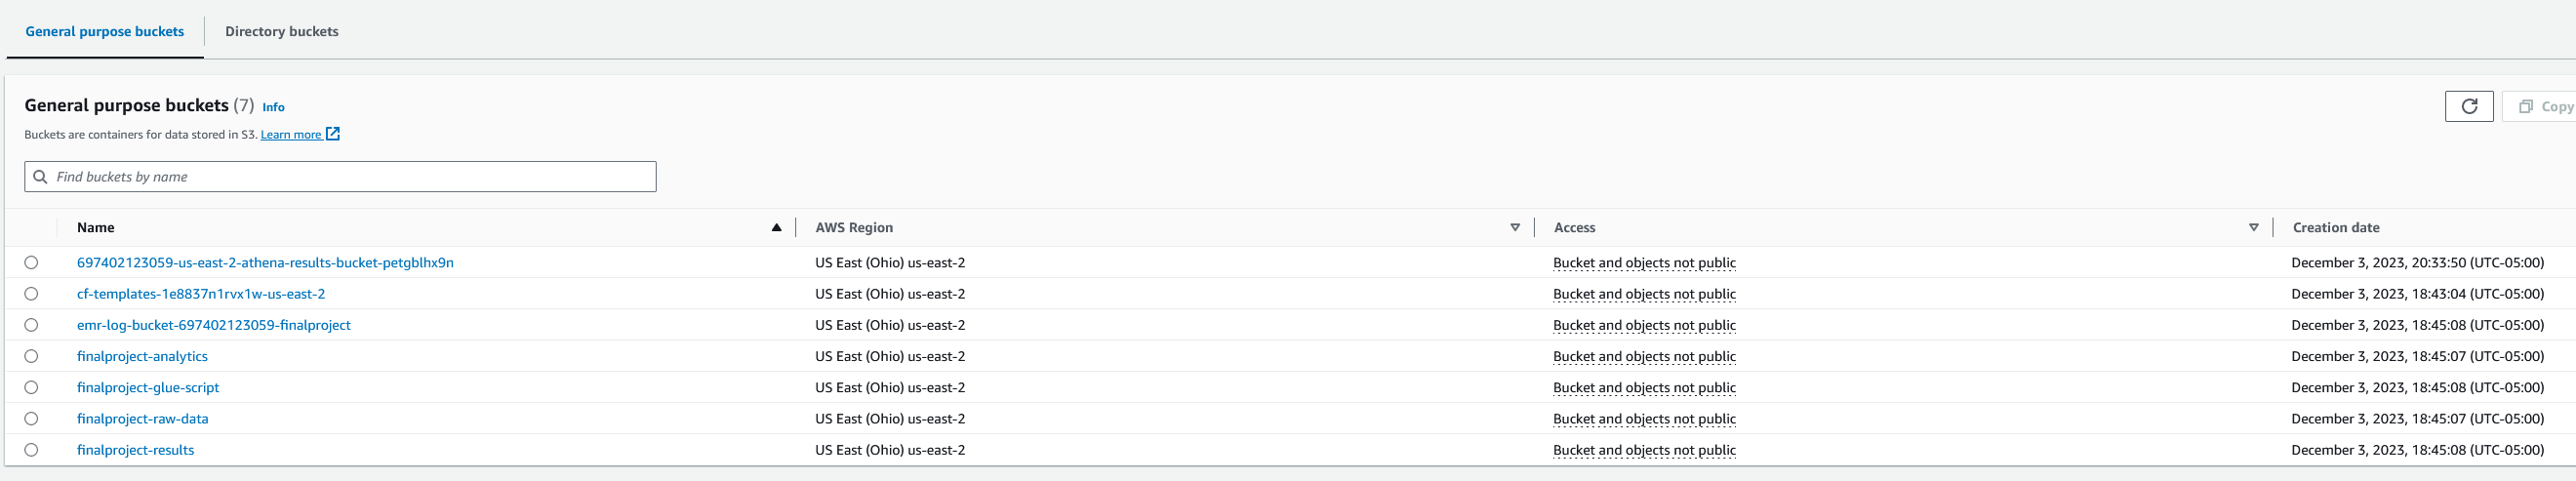 General purpose buckets Directory buckets
General purpose buckets (7) Info
Buckets are containers for data stored in S3. Learn more
Copy
Find buckets by name
Name AWS Region Access Creation date
697402123059-us-east-2-athena-results-bucket-petgblhx9n US East (Ohio) us-east-2 Bucket and objects not public December 3, 2023, 20:33:50 (UTC-05:00)
cf-templates-1e8837n1rvx1w-us-east-2 US East (Ohio) us-east-2 Bucket and objects not public December 3, 2023, 18:43:04 (UTC-05:00)
emr-log-bucket-697402123059-finalproject US East (Ohio) us-east-2 Bucket and objects not public December 3, 2023, 18:45:08 (UTC-05:00)
finalproject-analytics US East (Ohio) us-east-2 Bucket and objects not public December 3, 2023, 18:45:07 (UTC-05:00)
finalproject-glue-script US East (Ohio) us-east-2 Bucket and objects not public December 3, 2023, 18:45:08 (UTC-05:00)
finalproject-raw-data US East (Ohio) us-east-2 Bucket and objects not public December 3, 2023, 18:45:07 (UTC-05:00)
finalproject-results US East (Ohio) us-east-2 Bucket and objects not public December 3, 2023, 18:45:08 (UTC-05:00)